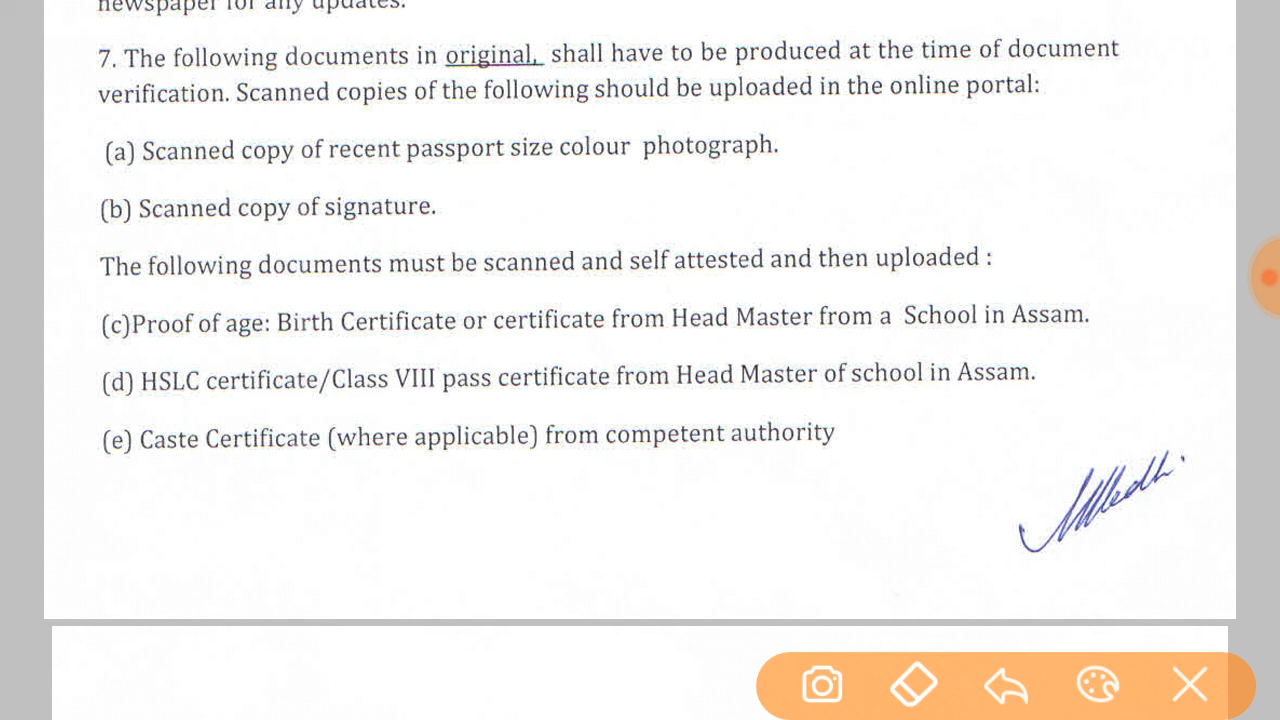 newspaper for any updates.
7. The following documents in original, shall have to be produced at the time of document
verification. Scanned copies of the following should be uploaded in the online portal:
(a) Scanned copy of recent passport size colour photograph.
(b) Scanned copy of signature.
The following documents must be scanned and self attested and then uploaded :
(c)Proof of age: Birth Certificate or certificate from Head Master from a School in Assam.
(d) HSLC certificate/Class VIII pass certificate from Head Master of school in Assam.
(e) Caste Certificate (where applicable) from competent authority